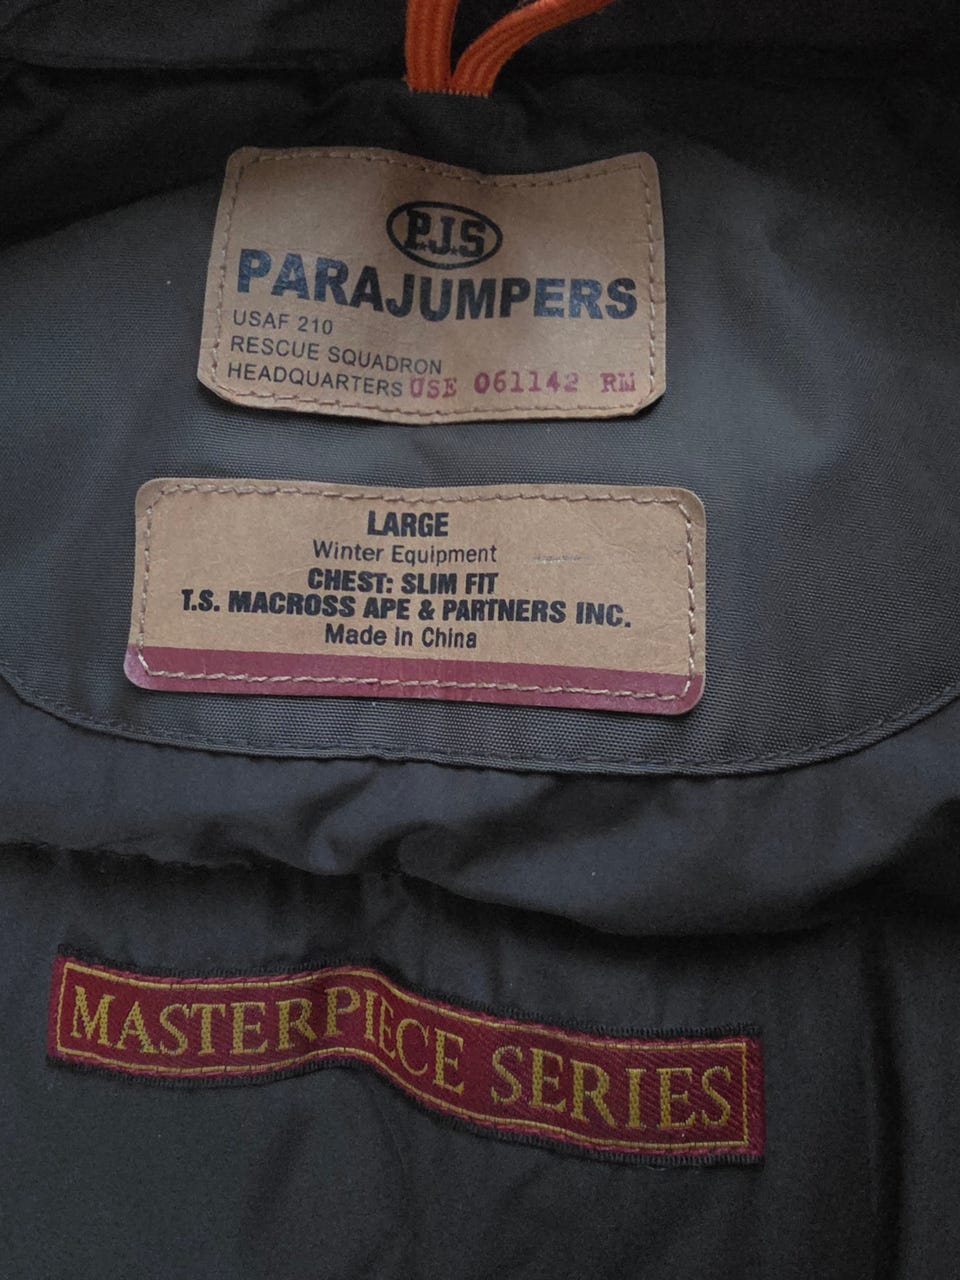 P.J.S
PARAJUMPERS
USAF 210
RESCUE SQUADRON
HEADQUARTERS USE 061142 RM
LARGE
Winter Equipment
CHEST: SLIM FIT
T.S. MACROSS APE & PARTNERS INC.
Made in China
MASTERPIECE SERIES